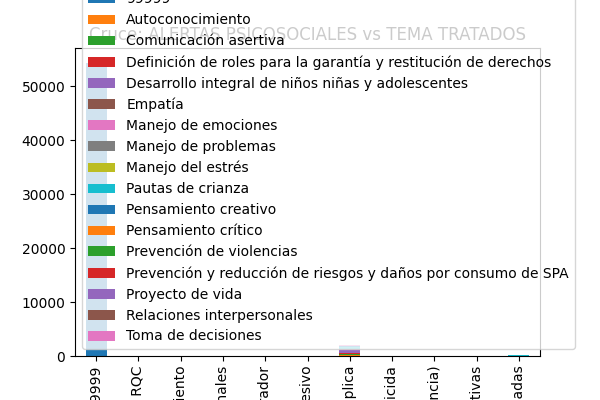 Autoconocimiento
Cruce: ALERTAS PSICOSOCIALES vs TEMA TRATADOS
Comunicación asertiva
Definición de roles para la garantía y restitución de derechos
Desarrollo integral de niños niñas y adolescentes
Empatía
Manejo de emociones
Manejo de problemas
Manejo del estrés
Pautas de crianza
Pensamiento creativo
Pensamiento crítico
Prevención de violencias
Prevención y reducción de riesgos y daños por consumo de SPA
Proyecto de vida
Relaciones interpersonales
Toma de decisiones
50000
40000
30000
20000
10000
0
9999
RQC
iento
nales
rador
esivo
plica
icida
ncia)
tivas
adas